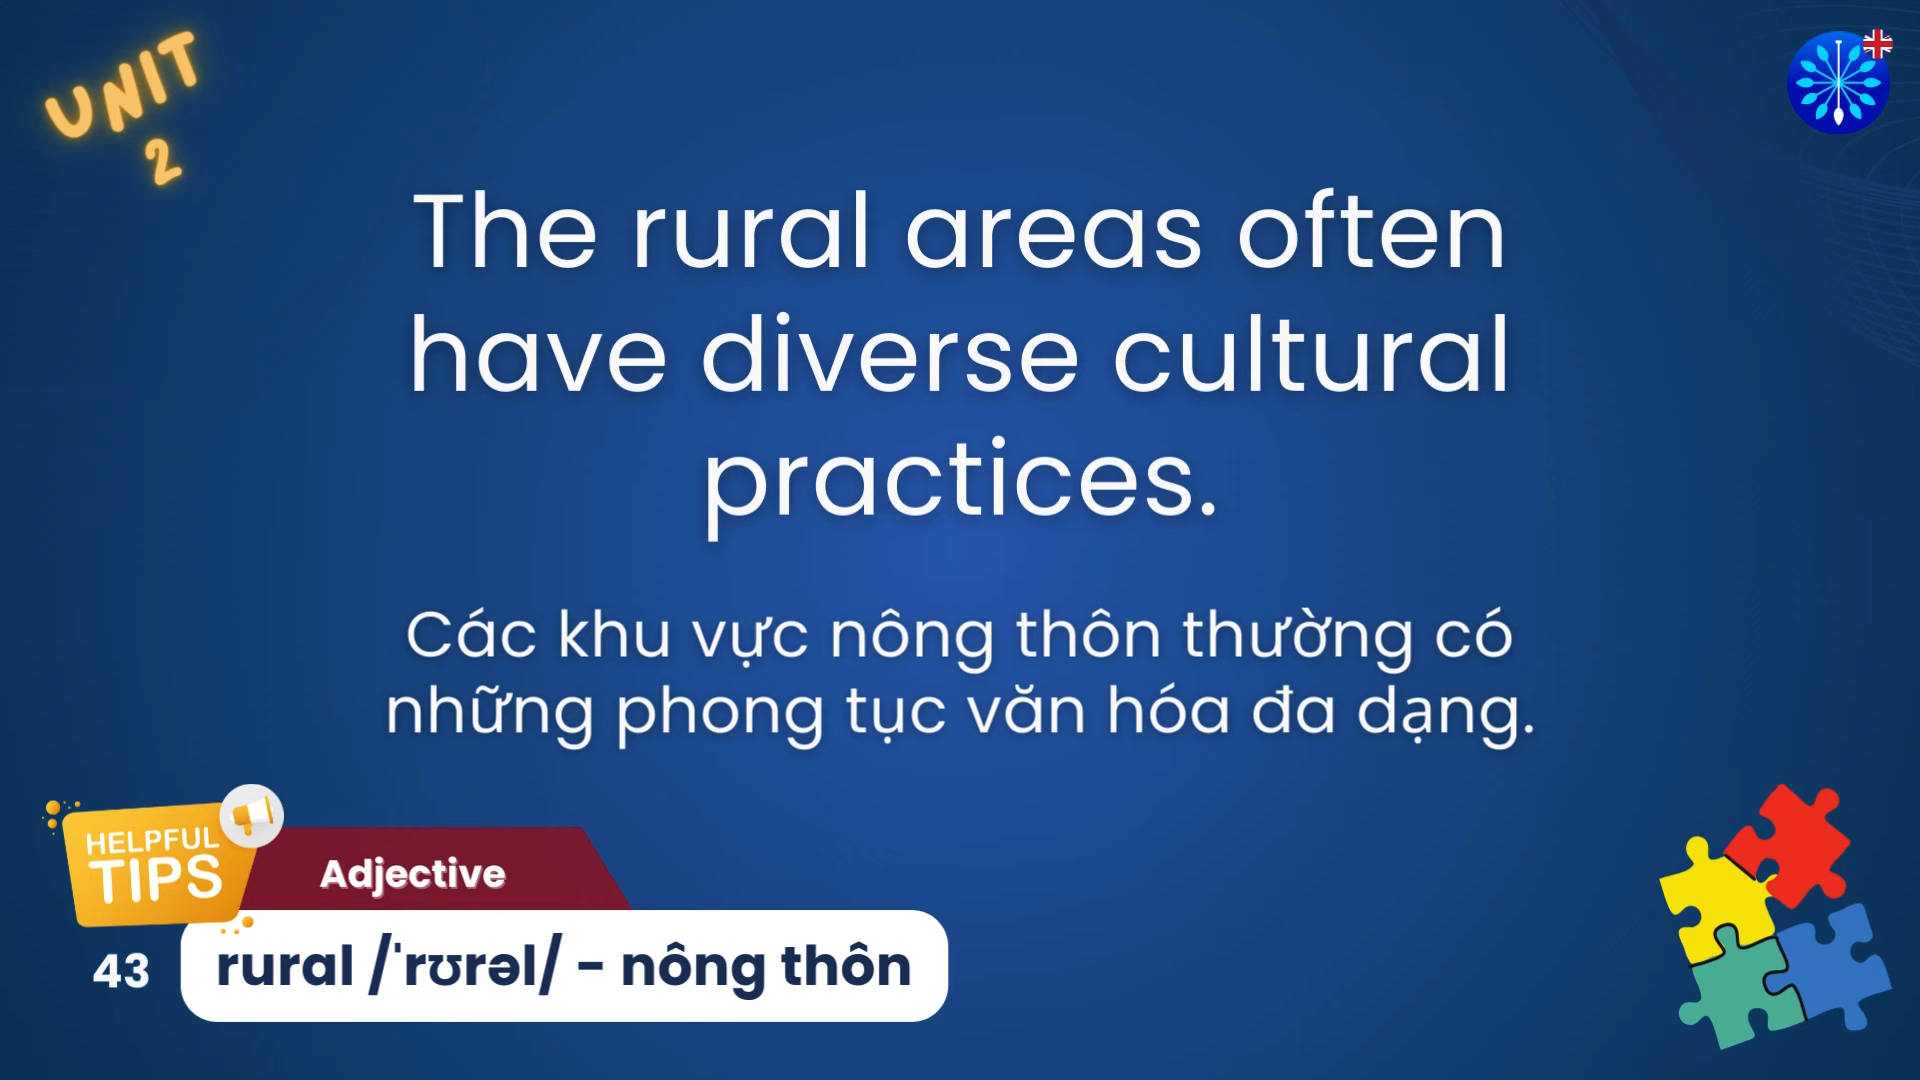 UNIT
2
The rural areas often
have diverse cultural
practices.
Các khu vực nông thôn thường có
những phong tục văn hóa đa dạng.
HELPFUL
TIPS
Adjective
43
rural /ˈrʊrəl/ - nông thôn